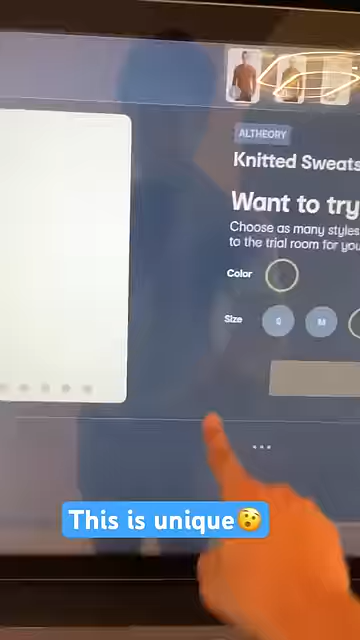 ALTHEORY
Knitted Sweats
Want to try
Choose as many styles
to the trial room for yo
Color
Size
S
M
This is unique😯